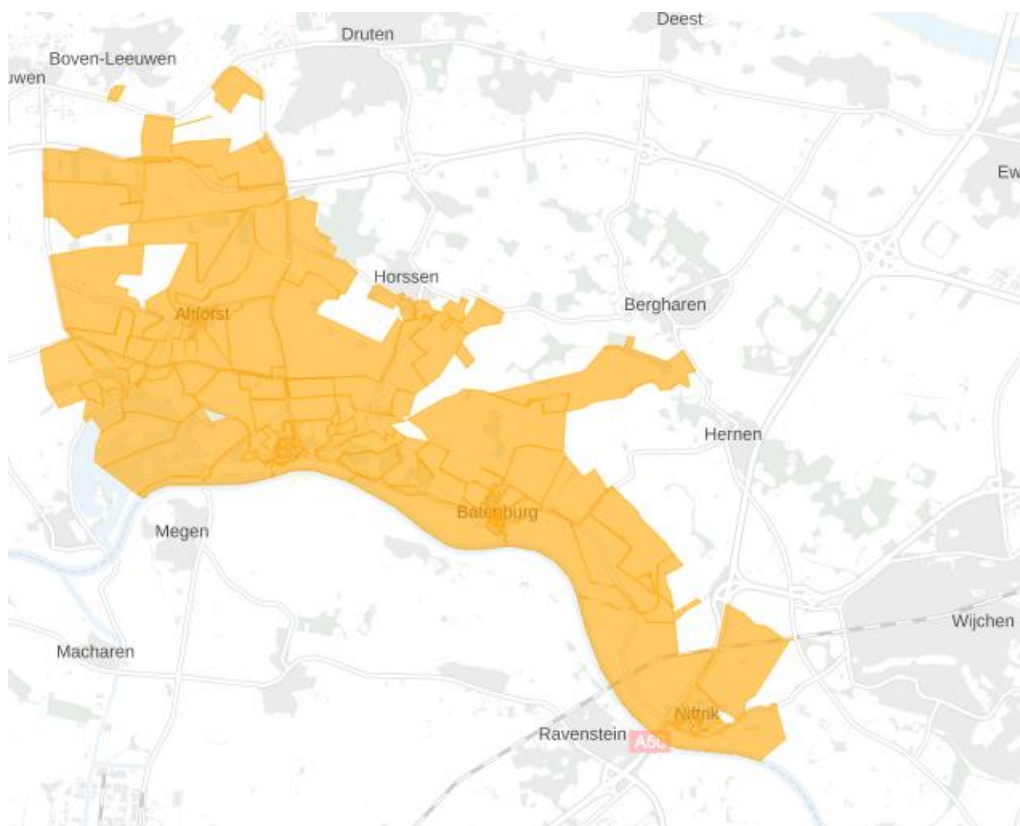 Deest
Druten
Boven-Leeuwen
uwen
Ew
Horssen
Bergharen
Altforst
Hernen
Batenburg
Megen
Wijchen
Macharen
Niftrik
Ravenstein
A50